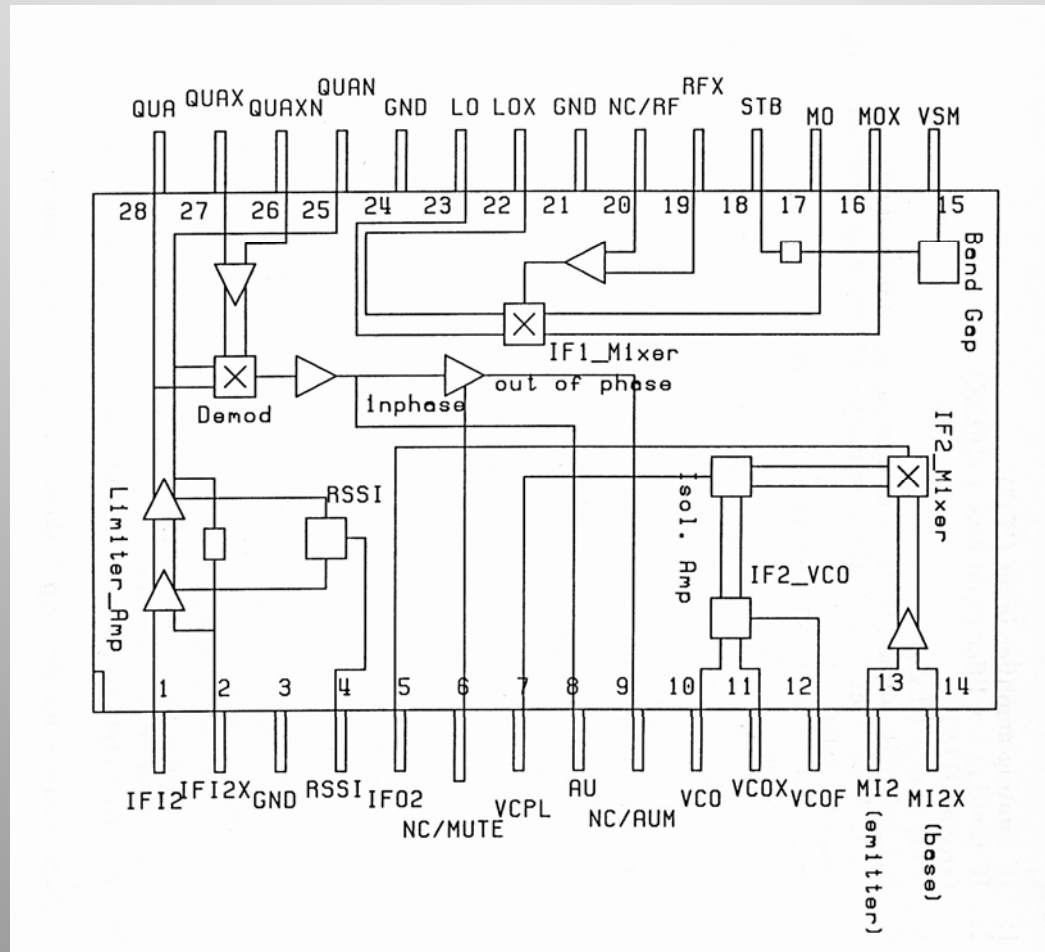 QUA QUAX QUAXN QUAN GND LO LOX GND NC/RF RFX STB MO MOX VSM
28 27 26 25 24 23 22 21 20 19 18 17 16 15
Band Gap
IF1_Mixer
out of phase
inphase
Demod
IF2_Mixer
Limiter_Amp
RSSI
Isol. Amp
IF2_VCO
1 2 3 4 5 6 7 8 9 10 11 12 13 14
IFI2 IFI2X GND RSSI IFO2 NC/MUTE VCPL AU NC/AUM VCO VCOX VCOF MI2 MI2X
(emitter)
(base)